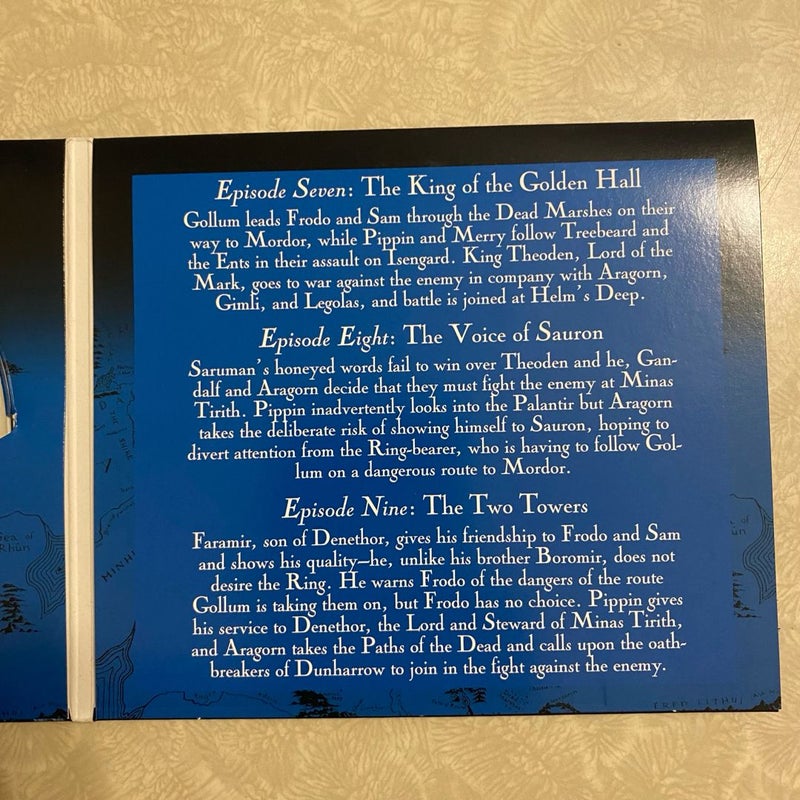 Episode Seven: The King of the Golden Hall
Gollum leads Frodo and Sam through the Dead Marshes on their
way to Mordor, while Pippin and Merry follow Treebeard and
the Ents in their assault on Isengard. King Theoden, Lord of the
Mark, goes to war against the enemy in company with Aragorn,
Gimli, and Legolas, and battle is joined at Helm's Deep.
Episode Eight: The Voice of Sauron
Saruman's honeyed words fail to win over Theoden and he, Gan-
dalf and Aragorn decide that they must fight the enemy at Minas
Tirith. Pippin inadvertently looks into the Palantir but Aragorn
takes the deliberate risk of showing himself to Sauron, hoping to
divert attention from the Ring-bearer, who is having to follow Gol-
lum on a dangerous route to Mordor.
Episode Nine: The Two Towers
Faramir, son of Denethor, gives his friendship to Frodo and Sam
and shows his quality—he, unlike his brother Boromir, does not
desire the Ring. He warns Frodo of the dangers of the route
Gollum is taking them on, but Frodo has no choice. Pippin gives
his service to Denethor, the Lord and Steward of Minas Tirith,
and Aragorn takes the Paths of the Dead and calls upon the oath-
breakers of Dunharrow to join in the fight against the enemy.
Sea of
Rhûn
MINHI
of
hûn